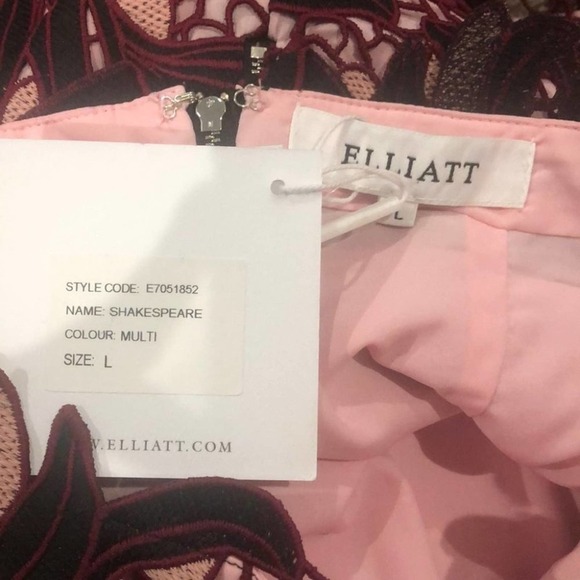 ELLIATT
L
STYLE CODE: E7051852
NAME: SHAKESPEARE
COLOUR: MULTI
SIZE: L
.ELLIATT.COM